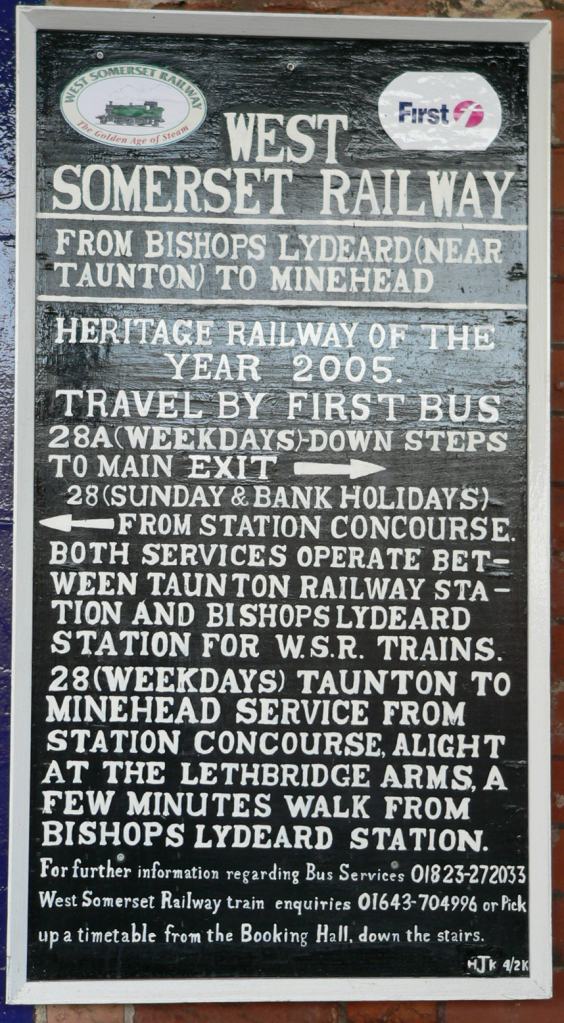 WEST SOMERSET RAILWAY
The Golden Age of Steam
First
WEST
SOMERSET RAILWAY
FROM BISHOPS LYDEARD(NEAR
TAUNTON) TO MINEHEAD
HERITAGE RAILWAY OF THE
YEAR 2005.
TRAVEL BY FIRST BUS
28A(WEEKDAYS)-DOWN STEPS
TO MAIN EXIT
28(SUNDAY & BANK HOLIDAYS)
FROM STATION CONCOURSE.
BOTH SERVICES OPERATE BET-
WEEN TAUNTON RAILWAY STA-
TION AND BISHOPS LYDEARD
STATION FOR W.S.R. TRAINS.
28(WEEKDAYS) TAUNTON TO
MINEHEAD SERVICE FROM
STATION CONCOURSE, ALIGHT
AT THE LETHBRIDGE ARMS, A
FEW MINUTES WALK FROM
BISHOPS LYDEARD STATION.
For further information regarding Bus Services 01823-272033
West Somerset Railway train enquiries 01643-704996 or Pick
up a timetable from the Booking Hall, down the stairs.
HJK 4/2K